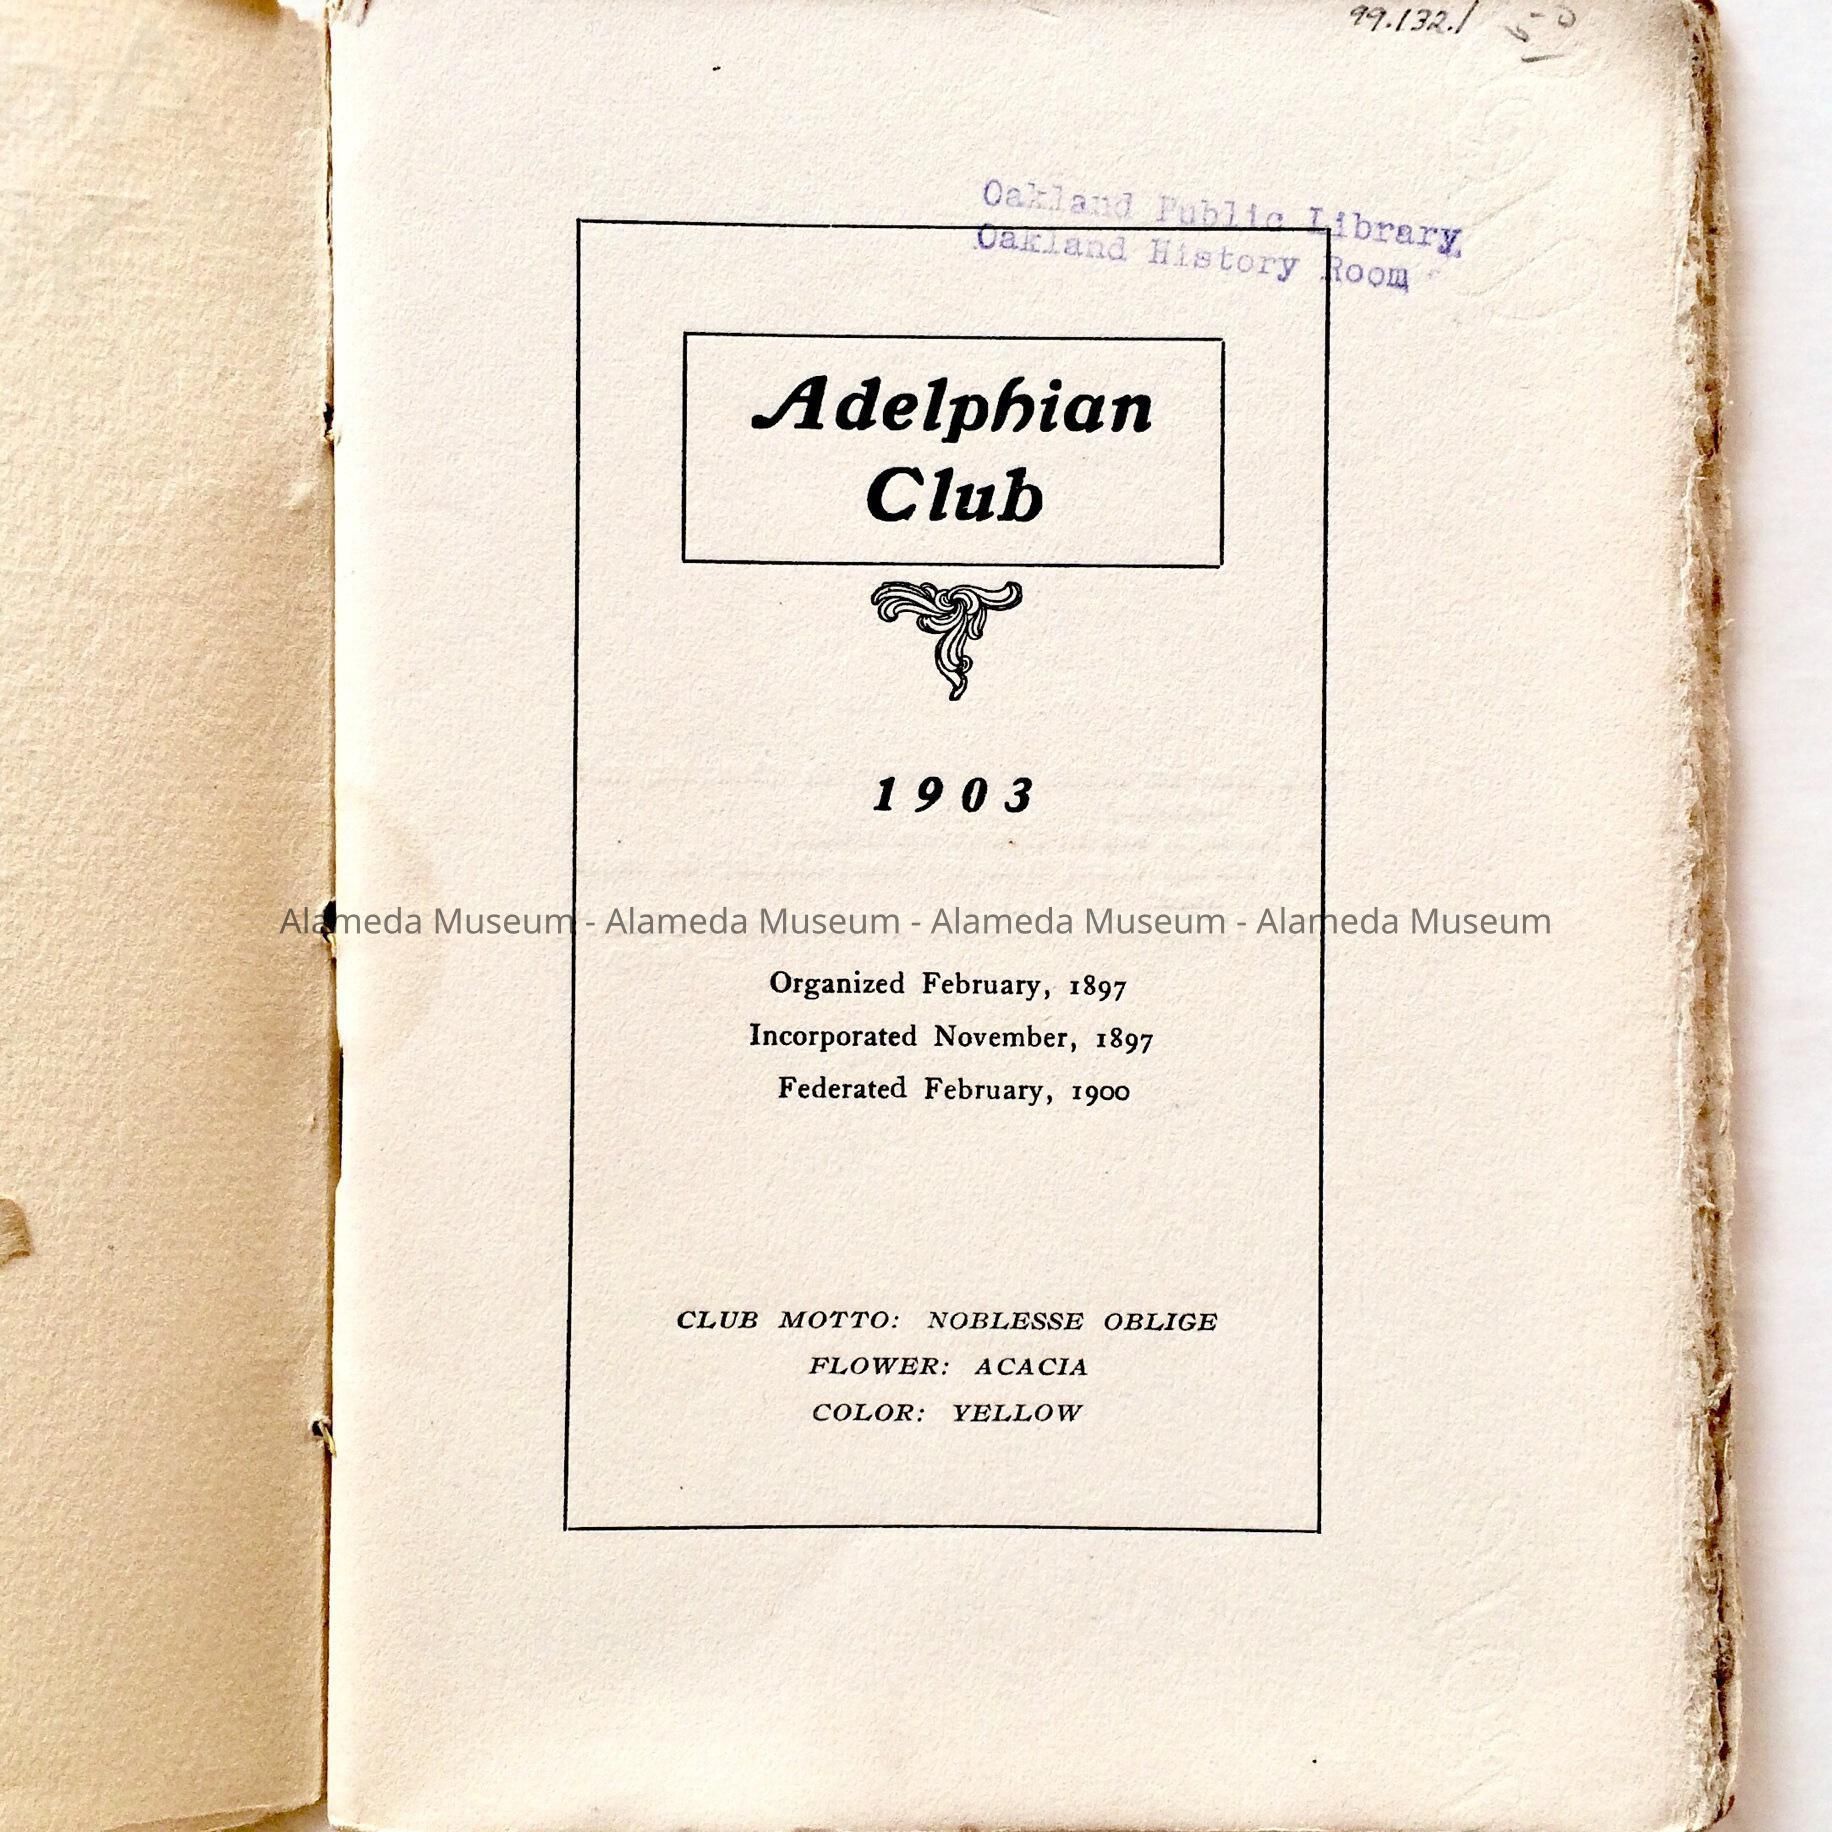 99.132.1
Oakland Public Library
Oakland History Room
Adelphian
Club
1903
Alameda Museum - Alameda Museum - Alameda Museum - Alameda Museum
Organized February, 1897
Incorporated November, 1897
Federated February, 1900
CLUB MOTTO: NOBLESSE OBLIGE
FLOWER: ACACIA
COLOR: YELLOW